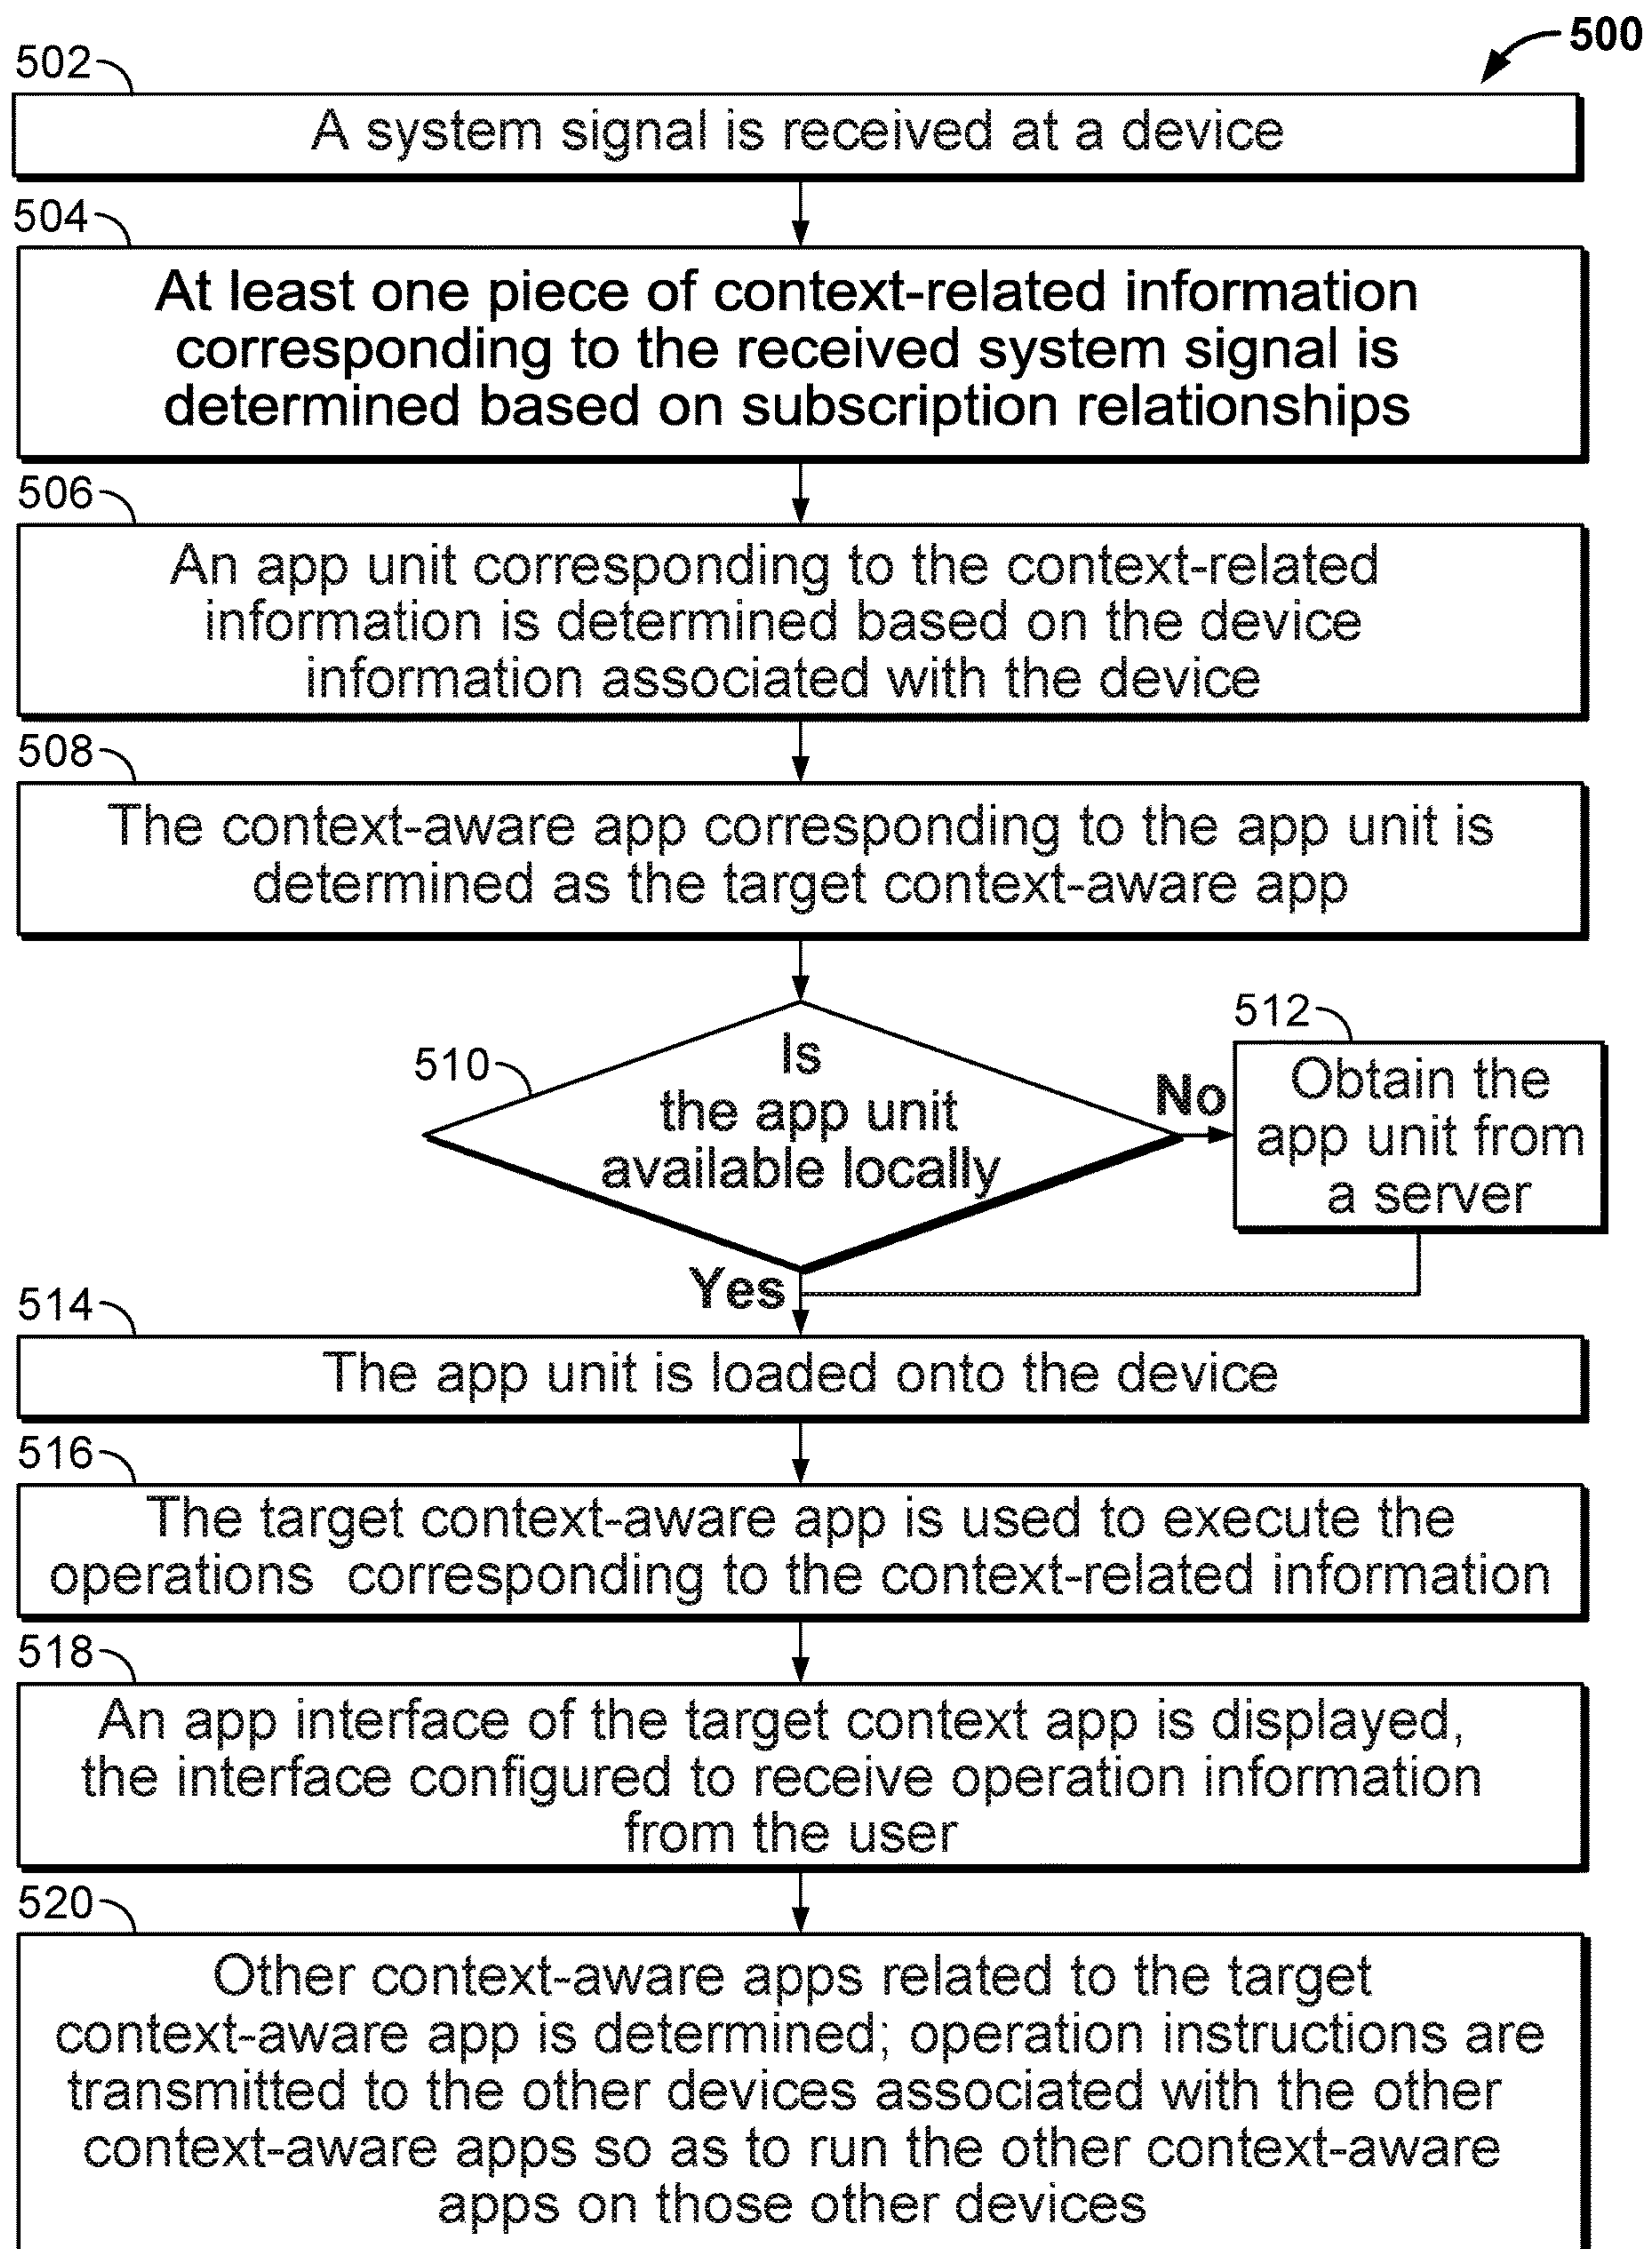 500
502
A system signal is received at a device
504
At least one piece of context-related information
corresponding to the received system signal is
determined based on subscription relationships
506
An app unit corresponding to the context-related
information is determined based on the device
information associated with the device
508
The context-aware app corresponding to the app unit is
determined as the target context-aware app
510
Is
the app unit
available locally
No
512
Obtain the
app unit from
a server
Yes
514
The app unit is loaded onto the device
516
The target context-aware app is used to execute the
operations corresponding to the context-related information
518
An app interface of the target context app is displayed,
the interface configured to receive operation information
from the user
520
Other context-aware apps related to the target
context-aware app is determined; operation instructions are
transmitted to the other devices associated with the other
context-aware apps so as to run the other context-aware
apps on those other devices